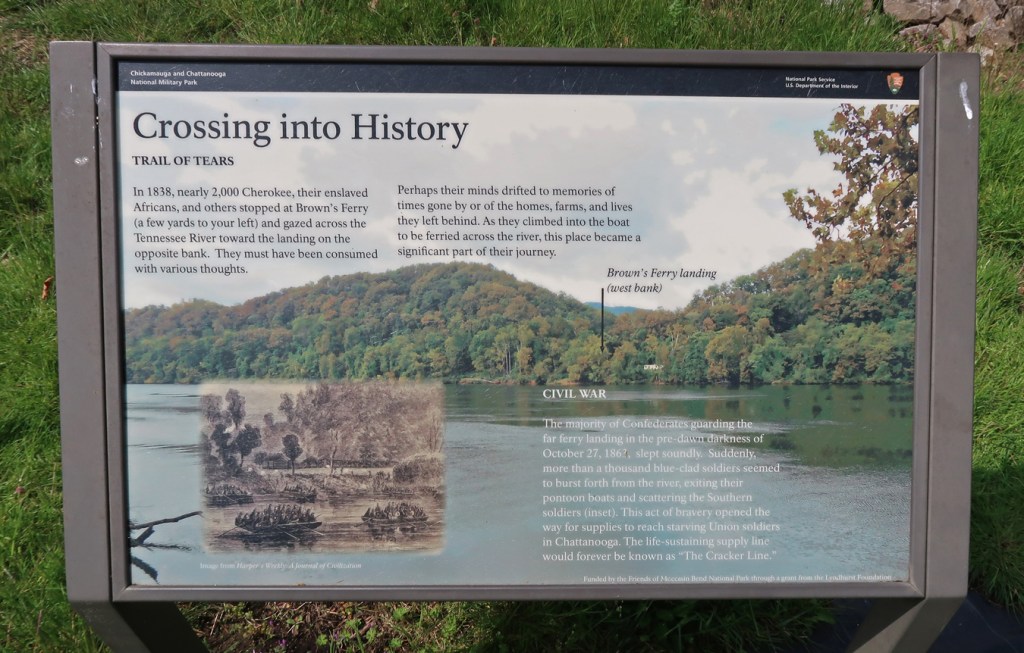 Chickamauga and Chattanooga
National Military Park
National Park Service
U.S. Department of the Interior
Crossing into History
TRAIL OF TEARS
In 1838, nearly 2,000 Cherokee, their enslaved
Africans, and others stopped at Brown's Ferry
(a few yards to your left) and gazed across the
Tennessee River toward the landing on the
opposite bank.  They must have been consumed
with various thoughts.
Perhaps their minds drifted to memories of
times gone by or of the homes, farms, and lives
they left behind. As they climbed into the boat
to be ferried across the river, this place became a
significant part of their journey.
Brown's Ferry landing
(west bank)
CIVIL WAR
The majority of Confederates guarding the
far ferry landing in the pre-dawn darkness of
October 27, slept soundly.  Suddenly,
more than a thousand blue-clad soldiers seemed
to burst forth from the river, exiting their
pontoon boats and scattering the Southern
soldiers (inset). This act of bravery opened the
way for supplies to reach starving Union soldiers
in Chattanooga. The life-sustaining supply line
would forever be known as "The Cracker Line."
Image from Harper's Weekly: A Journal of Civilization
Funded by the Friends of Moccasin Bend National Park through a grant from the Lyndhurst Foundation